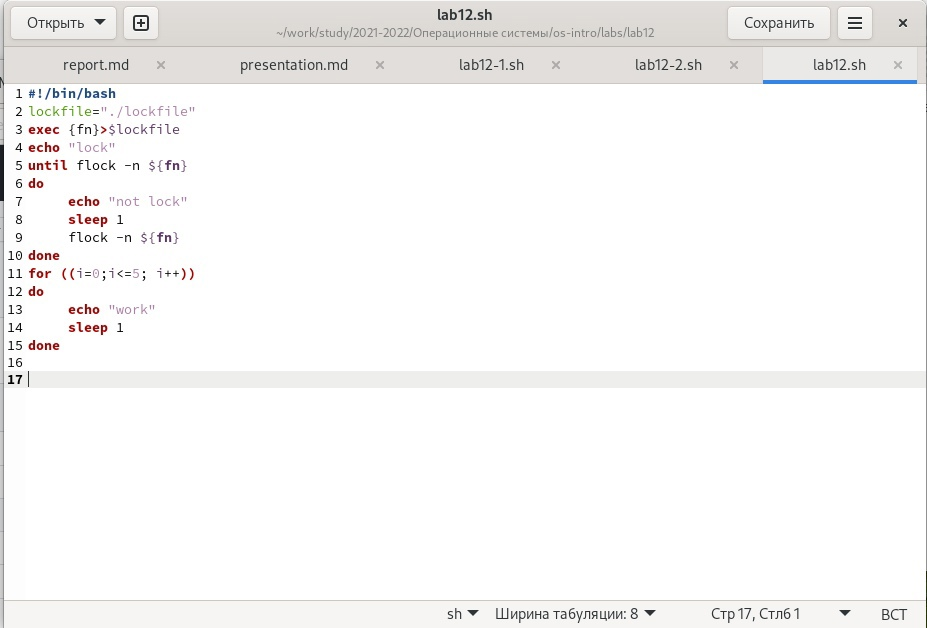 Открыть
lab12.sh
~/work/study/2021-2022/Операционные системы/os-intro/labs/lab12
Сохранить
report.md
presentation.md
lab12-1.sh
lab12-2.sh
lab12.sh
1 #!/bin/bash
2 lockfile="./lockfile"
3 exec {fn}>$lockfile
4 echo "lock"
5 until flock -n ${fn}
6 do
7 echo "not lock"
8 sleep 1
9 flock -n ${fn}
10 done
11 for ((i=0;i<=5; i++))
12 do
13 echo "work"
14 sleep 1
15 done
16
17
sh Ширина табуляции: 8 Стр 17, Стлб 1 ВСТ